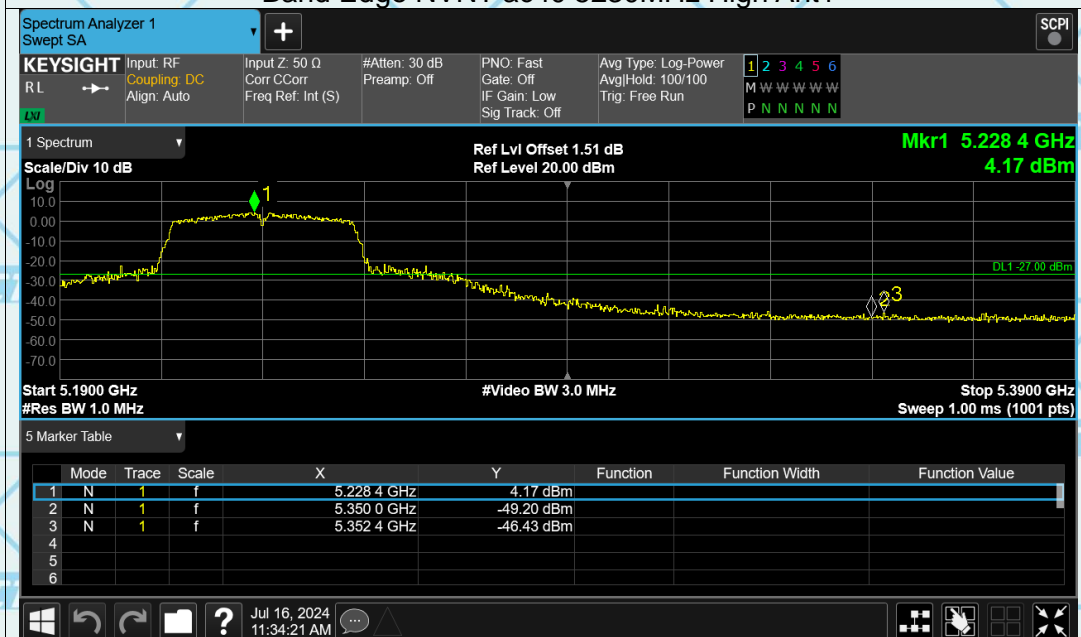 Spectrum Analyzer 1
Swept SA
+
SCPI
KEYSIGHT
RL
LXI
Input: RF
Coupling: DC
Align: Auto
Input Z: 50 Ω
Corr CCorr
Freq Ref: Int (S)
#Atten: 30 dB
Preamp: Off
PNO: Fast
Gate: Off
IF Gain: Low
Sig Track: Off
Avg Type: Log-Power
Avg|Hold: 100/100
Trig: Free Run
1 2 3 4 5 6
M W W W W W
P N N N N N
1 Spectrum
Scale/Div 10 dB
Ref Lvl Offset 1.51 dB
Ref Level 20.00 dBm
Mkr1 5.228 4 GHz
4.17 dBm
Log
10.0
0.00
-10.0
-20.0
-30.0
-40.0
-50.0
-60.0
-70.0
1
DL1 -27.00 dBm
2 3
Start 5.1900 GHz #Video BW 3.0 MHz Stop 5.3900 GHz
#Res BW 1.0 MHz Sweep 1.00 ms (1001 pts)
5 Marker Table
Mode Trace Scale X Y Function Function Width Function Value
1 N 1 f 5.228 4 GHz 4.17 dBm
2 N 1 f 5.350 0 GHz -49.20 dBm
3 N 1 f 5.352 4 GHz -46.43 dBm
4
5
6
?
Jul 16, 2024
11:34:21 AM